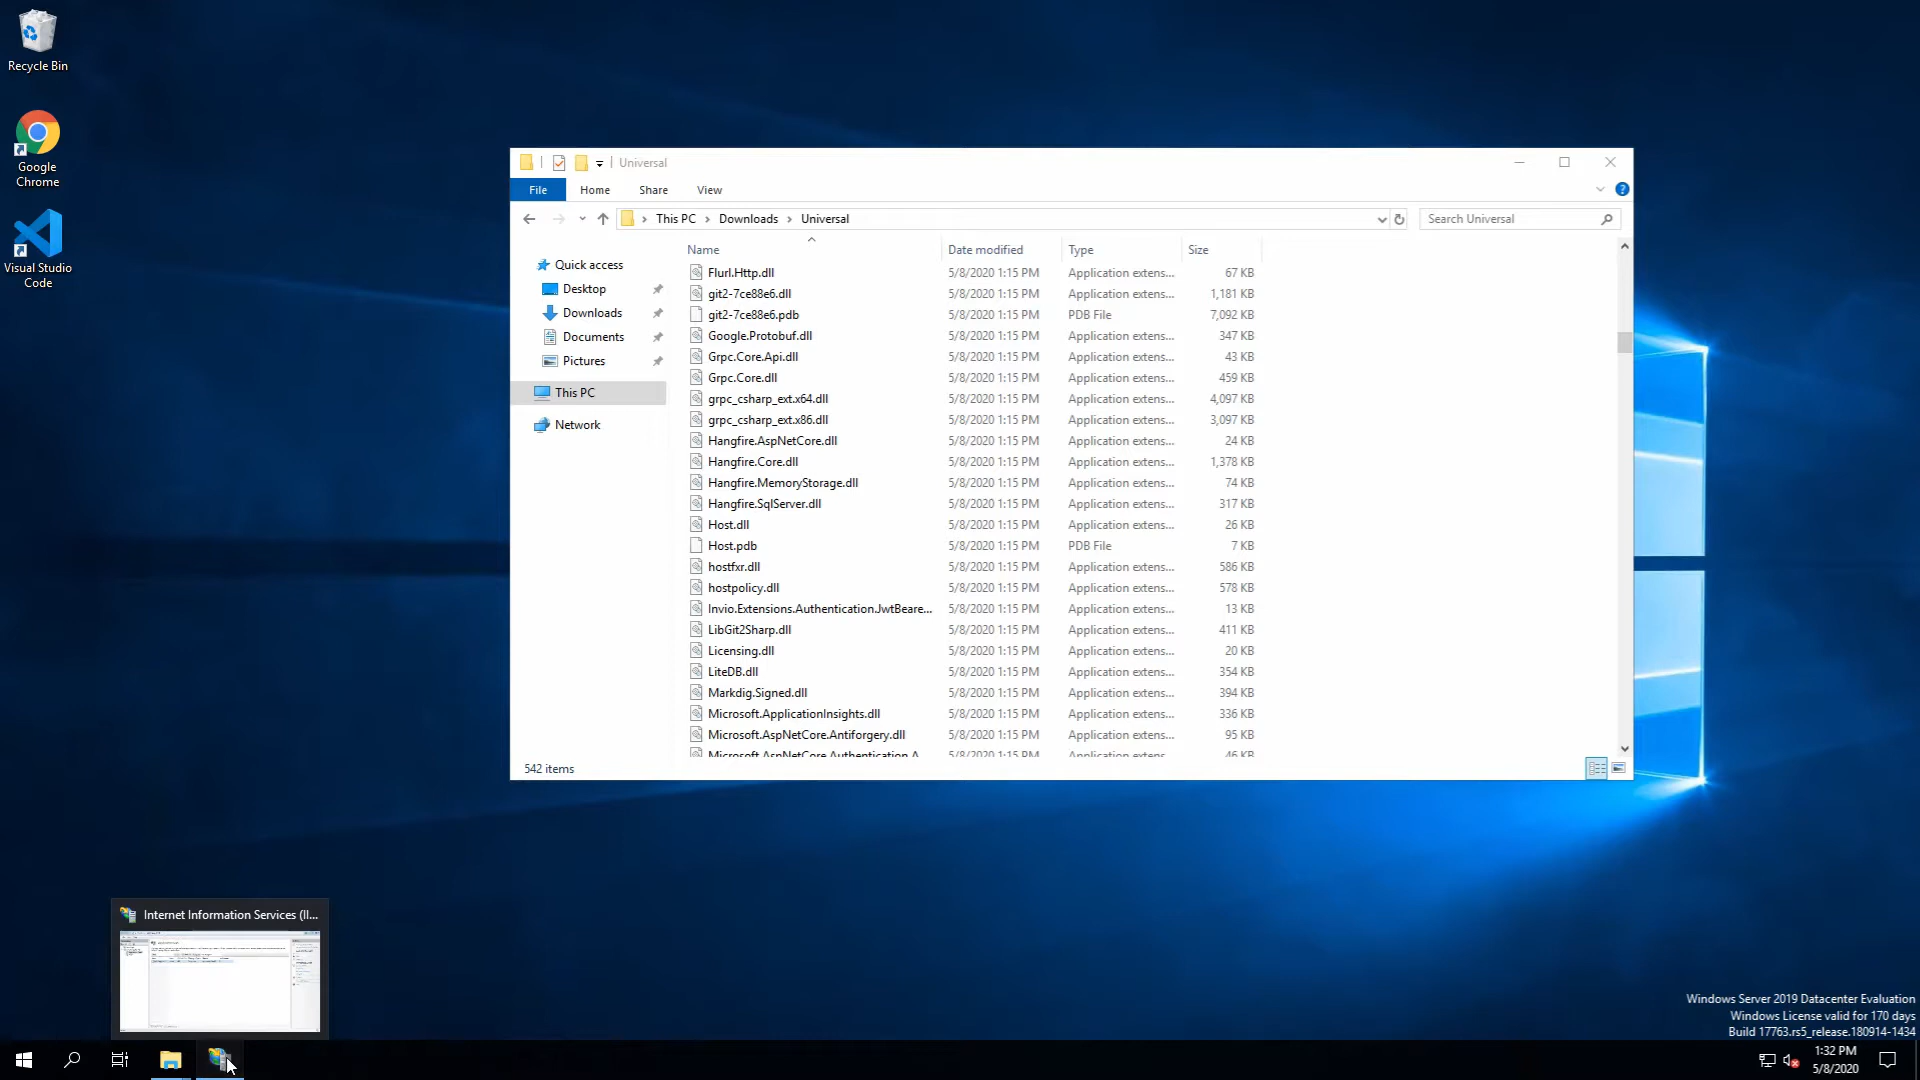 Recycle Bin
Google
Chrome
Visual Studio
Code
Universal
File Home Share View
This PC Downloads Universal
Search Universal
Name Date modified Type Size
Quick access
Desktop
Downloads
Documents
Pictures
This PC
Network
Flurl.Http.dll 5/8/2020 1:15 PM Application extens... 67 KB
git2-7ce88e6.dll 5/8/2020 1:15 PM Application extens... 1,181 KB
git2-7ce88e6.pdb 5/8/2020 1:15 PM PDB File 7,092 KB
Google.Protobuf.dll 5/8/2020 1:15 PM Application extens... 347 KB
Grpc.Core.Api.dll 5/8/2020 1:15 PM Application extens... 43 KB
Grpc.Core.dll 5/8/2020 1:15 PM Application extens... 459 KB
grpc_csharp_ext.x64.dll 5/8/2020 1:15 PM Application extens... 4,097 KB
grpc_csharp_ext.x86.dll 5/8/2020 1:15 PM Application extens... 3,097 KB
Hangfire.AspNetCore.dll 5/8/2020 1:15 PM Application extens... 24 KB
Hangfire.Core.dll 5/8/2020 1:15 PM Application extens... 1,378 KB
Hangfire.MemoryStorage.dll 5/8/2020 1:15 PM Application extens... 74 KB
Hangfire.SqlServer.dll 5/8/2020 1:15 PM Application extens... 317 KB
Host.dll 5/8/2020 1:15 PM Application extens... 26 KB
Host.pdb 5/8/2020 1:15 PM PDB File 7 KB
hostfxr.dll 5/8/2020 1:15 PM Application extens... 586 KB
hostpolicy.dll 5/8/2020 1:15 PM Application extens... 578 KB
Invio.Extensions.Authentication.JwtBeare... 5/8/2020 1:15 PM Application extens... 13 KB
LibGit2Sharp.dll 5/8/2020 1:15 PM Application extens... 411 KB
Licensing.dll 5/8/2020 1:15 PM Application extens... 20 KB
LiteDB.dll 5/8/2020 1:15 PM Application extens... 354 KB
Markdig.Signed.dll 5/8/2020 1:15 PM Application extens... 394 KB
Microsoft.ApplicationInsights.dll 5/8/2020 1:15 PM Application extens... 336 KB
Microsoft.AspNetCore.Antiforgery.dll 5/8/2020 1:15 PM Application extens... 95 KB
Microsoft.AspNetCore.Authentication.A... 5/8/2020 1:15 PM Application extens... 46 KB
542 items
Internet Information Services (II...
Windows Server 2019 Datacenter Evaluation
Windows License valid for 170 days
Build 17763.rs5_release.180914-1434
1:32 PM
5/8/2020